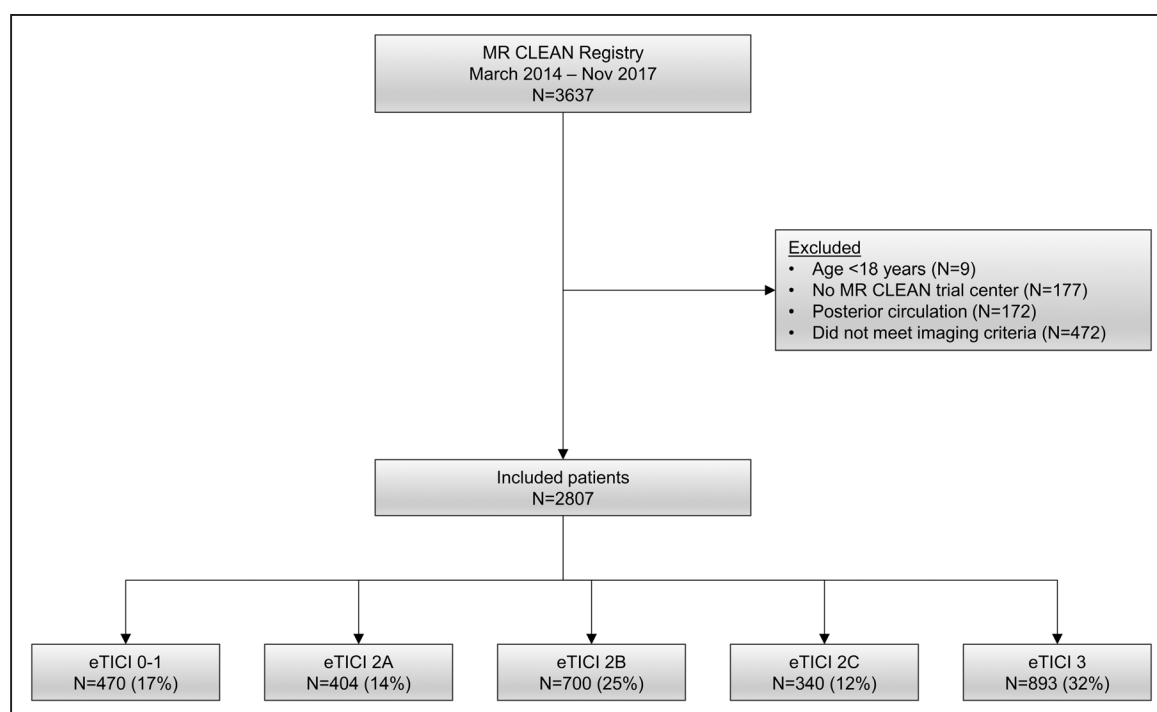 MR CLEAN Registry
March 2014 – Nov 2017
N=3637
Excluded
• Age <18 years (N=9)
• No MR CLEAN trial center (N=177)
• Posterior circulation (N=172)
• Did not meet imaging criteria (N=472)
Included patients
N=2807
eTICI 0-1
N=470 (17%)
eTICI 2A
N=404 (14%)
eTICI 2B
N=700 (25%)
eTICI 2C
N=340 (12%)
eTICI 3
N=893 (32%)